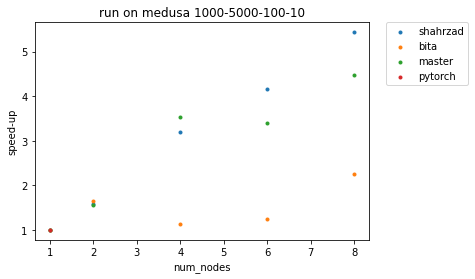 run on medusa 1000-5000-100-10
shahrzad
bita
master
pytorch
5
4
3
2
1
speed-up
1 2 3 4 5 6 7 8
num_nodes